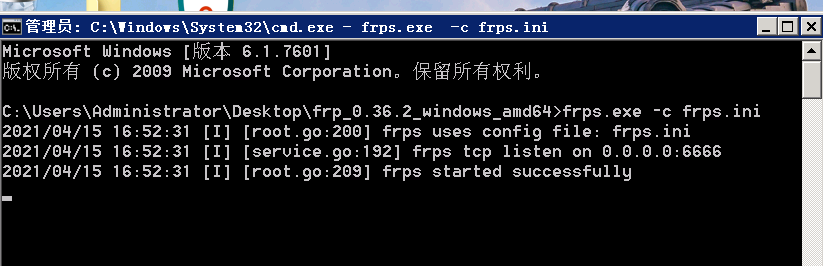 管理员: C:\Windows\System32\cmd.exe - frps.exe  -c frps.ini
Microsoft Windows [版本 6.1.7601]
版权所有 (c) 2009 Microsoft Corporation。保留所有权利。
C:\Users\Administrator\Desktop\frp_0.36.2_windows_amd64>frps.exe -c frps.ini
2021/04/15 16:52:31 [I] [root.go:200] frps uses config file: frps.ini
2021/04/15 16:52:31 [I] [service.go:192] frps tcp listen on 0.0.0.0:6666
2021/04/15 16:52:31 [I] [root.go:209] frps started successfully